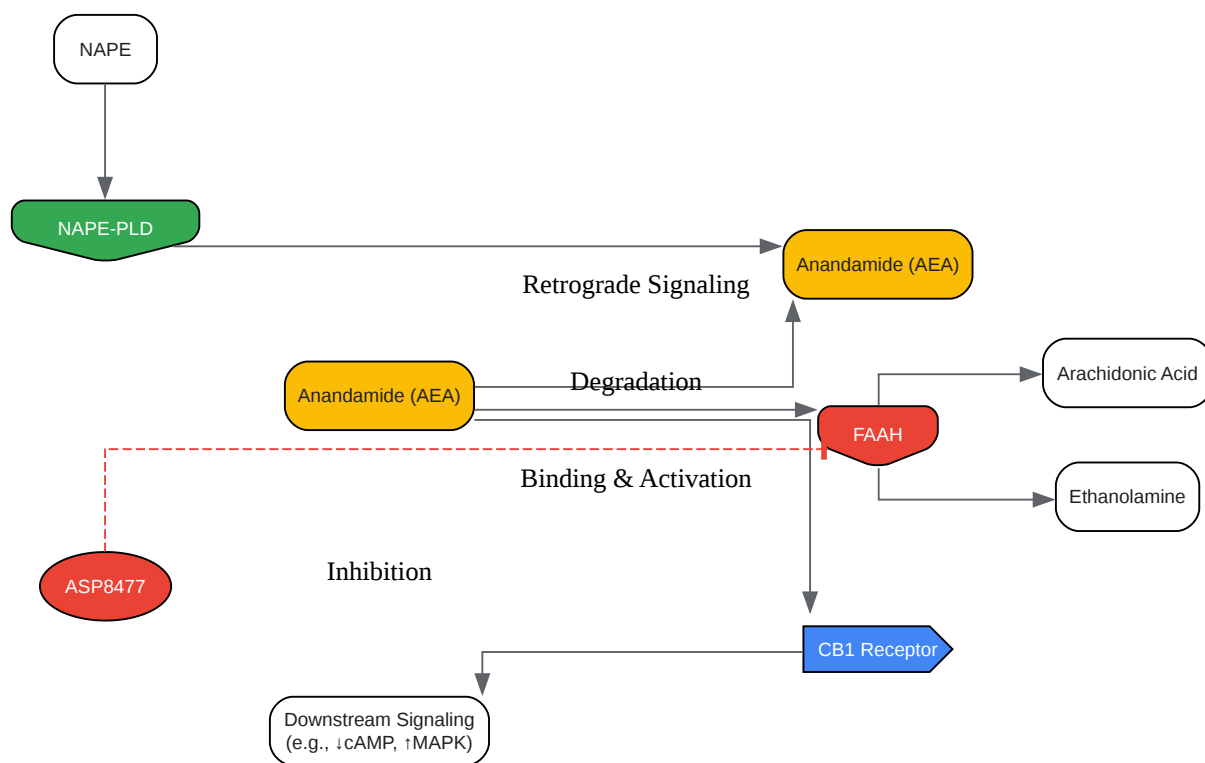 NAPE
NAPE-PLD
Anandamide (AEA)
Retrograde Signaling
Arachidonic Acid
Degradation
Anandamide (AEA)
FAAH
Binding & Activation
Ethanolamine
Inhibition
ASP8477
CB1 Receptor
Downstream Signaling
(e.g., ↓cAMP, ↑MAPK)